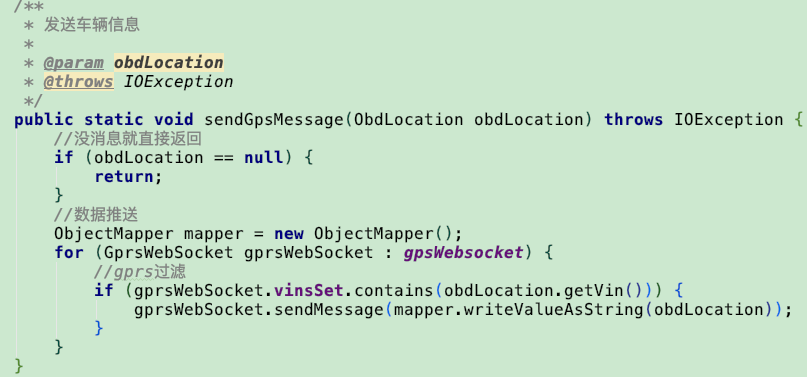 /**
 * 发送车辆信息
 *
 * @param obdLocation
 * @throws IOException
 */
public static void sendGpsMessage(ObdLocation obdLocation) throws IOException {
    //没消息就直接返回
    if (obdLocation == null) {
        return;
    }
    //数据推送
    ObjectMapper mapper = new ObjectMapper();
    for (GprsWebSocket gprsWebSocket : gpsWebsocket) {
        //gprs过滤
        if (gprsWebSocket.vinsSet.contains(obdLocation.getVin())) {
            gprsWebSocket.sendMessage(mapper.writeValueAsString(obdLocation));
        }
    }
}